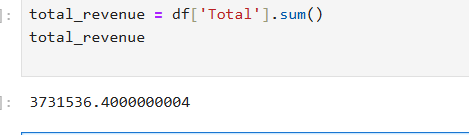 ]: total_revenue = df['Total'].sum()
total_revenue
]: 3731536.4000000004